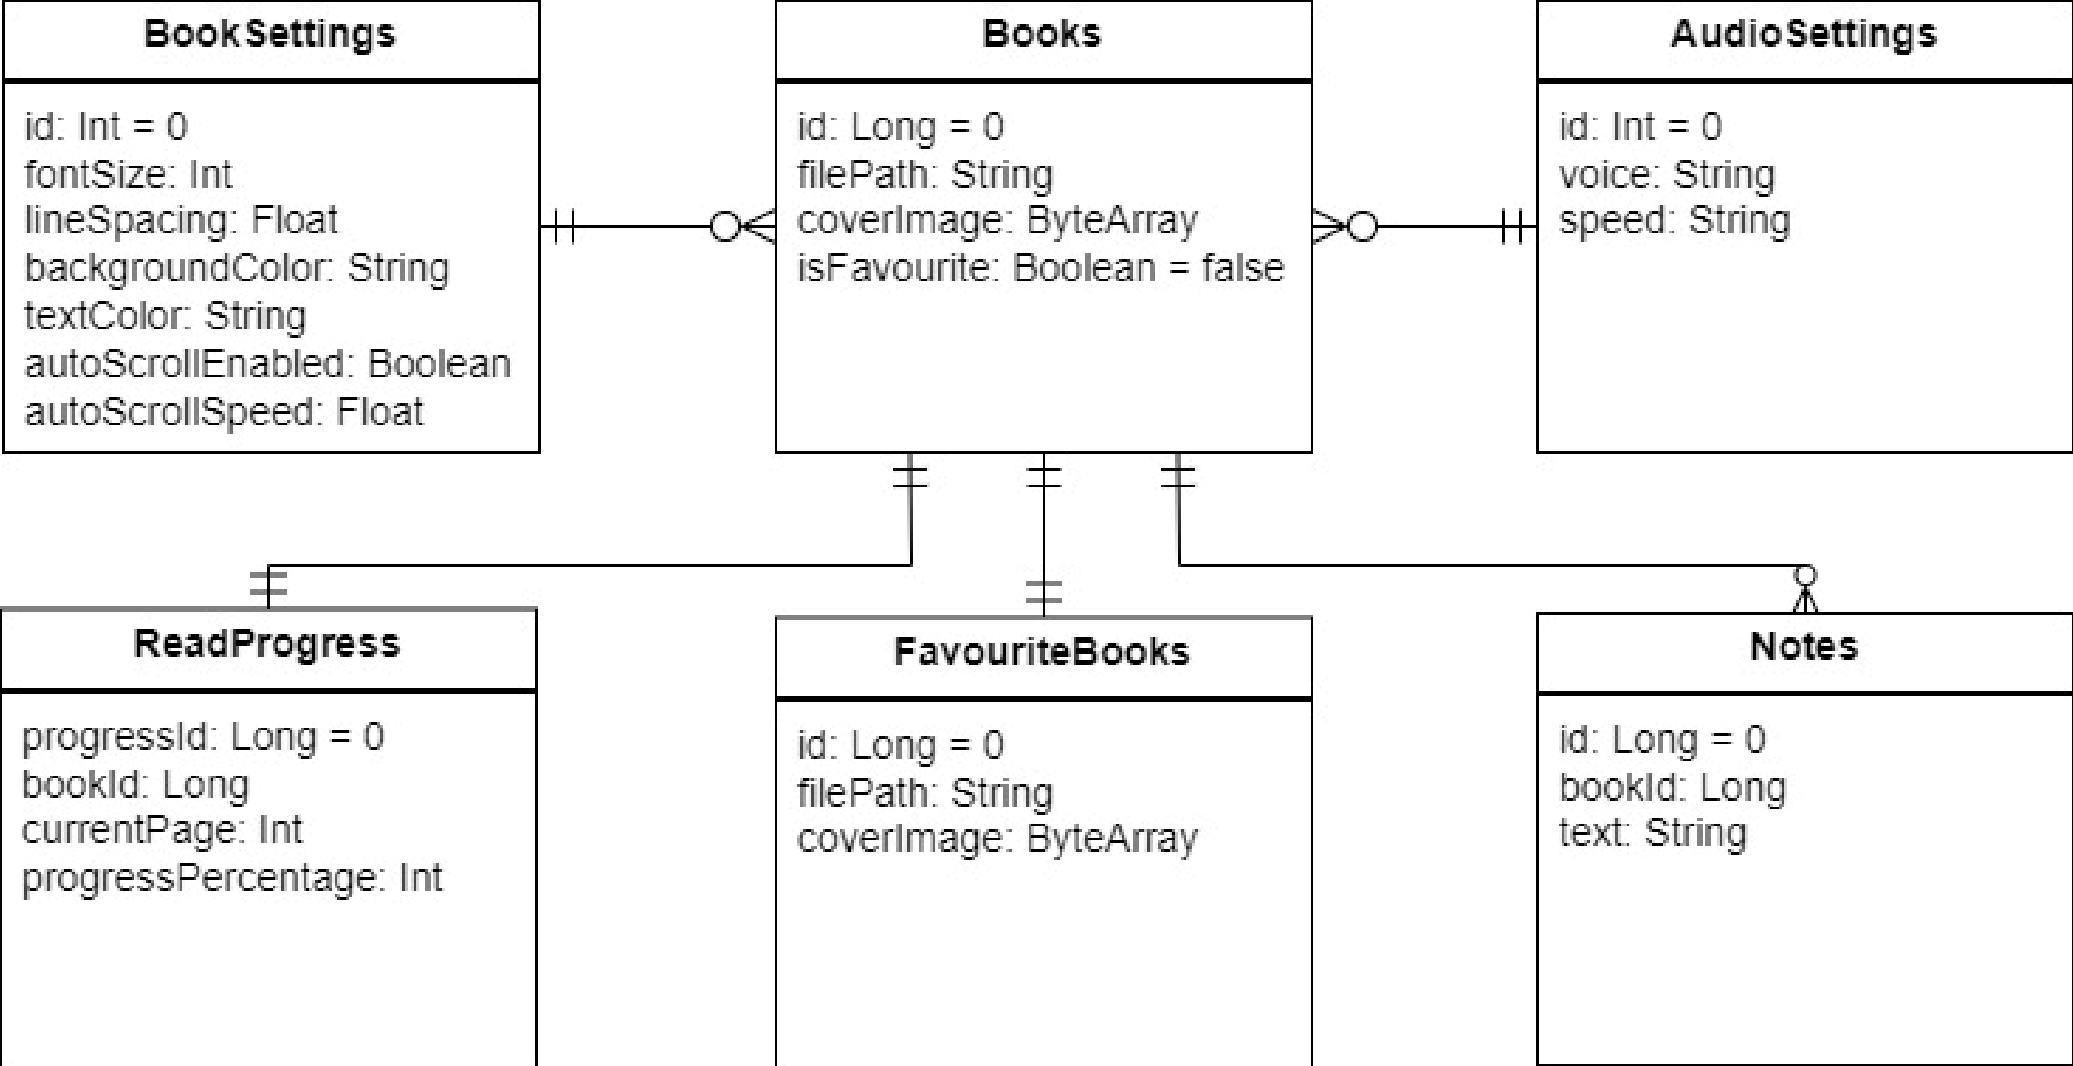 BookSettings
id: Int = 0
fontSize: Int
lineSpacing: Float
backgroundColor: String
textColor: String
autoScrollEnabled: Boolean
autoScrollSpeed: Float
Books
id: Long = 0
filePath: String
coverImage: ByteArray
isFavourite: Boolean = false
AudioSettings
id: Int = 0
voice: String
speed: String
ReadProgress
progressId: Long = 0
bookId: Long
currentPage: Int
progressPercentage: Int
FavouriteBooks
id: Long = 0
filePath: String
coverImage: ByteArray
Notes
id: Long = 0
bookId: Long
text: String